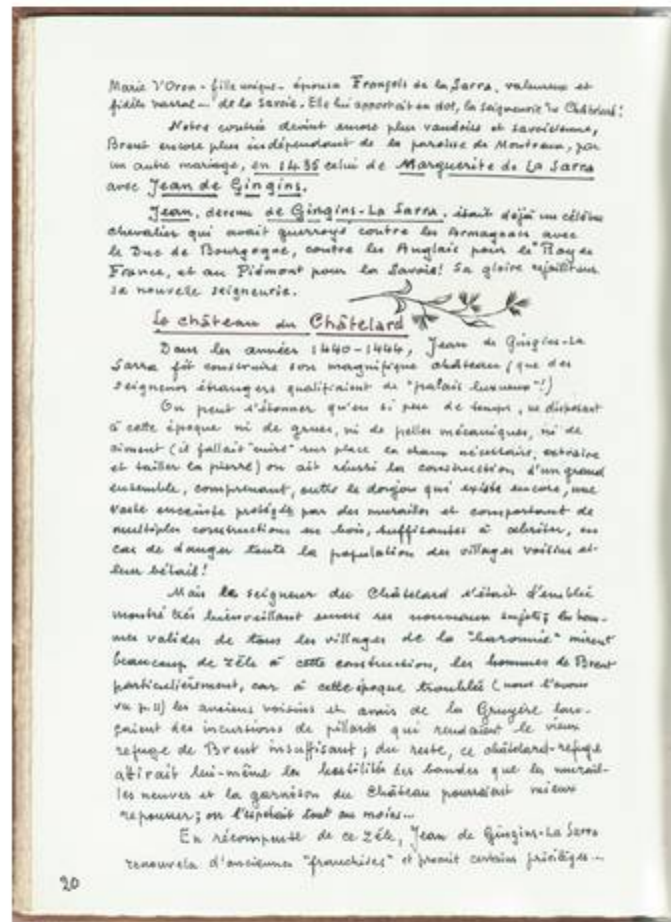 Marie d'Oron - fille unique - épousa François de la Sarra, valeureux et
fidèle vassal - de la Savoie. Elle lui apportait en dot, la seigneurie du Châtelard!
Notre contrée devint encore plus vaudoise et savoisienne,
Brent encore plus indépendant de la paroisse de Montreux, par
un autre mariage, en 1435 celui de Marguerite de La Sarra
avec Jean de Gingins.
Jean, devenu de Gingins-La Sarra, était déjà un célèbre
chevalier qui avait guerroyé contre les Armagnacs avec
le Duc de Bourgogne, contre les Anglais pour le Roy de
France, et au Piémont pour la Savoie! Sa gloire rejaillit sur
sa nouvelle seigneurie.
Le château du Châtelard
Dans les années 1440-1444, Jean de Gingins-La
Sarra fit construire son magnifique château (que des
seigneurs étrangers qualifiaient de "palais luxueux"!)
On peut s'étonner qu'en si peu de temps, ne disposant
à cette époque ni de grues, ni de pelles mécaniques, ni de
ciment (il fallait "cuire" sur place la chaux nécessaire, extraire
et tailler la pierre) on ait réussi la construction d'un grand
ensemble, comprenant, outre le donjon qui existe encore, une
vaste enceinte protégée par des murailles et comportant de
multiples constructions en bois, suffisantes à abriter, en
cas de danger toute la population des villages voisins et
leur bétail!
Mais le seigneur du Châtelard s'était d'emblée
montré très bienveillant envers ses nouveaux sujets; les hom-
mes valides de tous les villages de la "baronnie" mirent
beaucoup de zèle à cette construction, les hommes de Brent
particulièrement, car à cette époque troublée (nous l'avons
vu p. 11) les anciens voisins et amis de la Gruyère lan-
çaient des incursions de pillards qui rendaient le vieux
refuge de Brent insuffisant; du reste, ce châtelard-refuge
attirait lui-même les hostilités des bandes que les murail-
les neuves et la garnison du Château pourraient mieux
repousser; on l'espérait tout au moins...
En récompense de ce zèle, Jean de Gingins-La Sarra
renouvela d'anciennes "franchises" et promit certains privilèges...
20